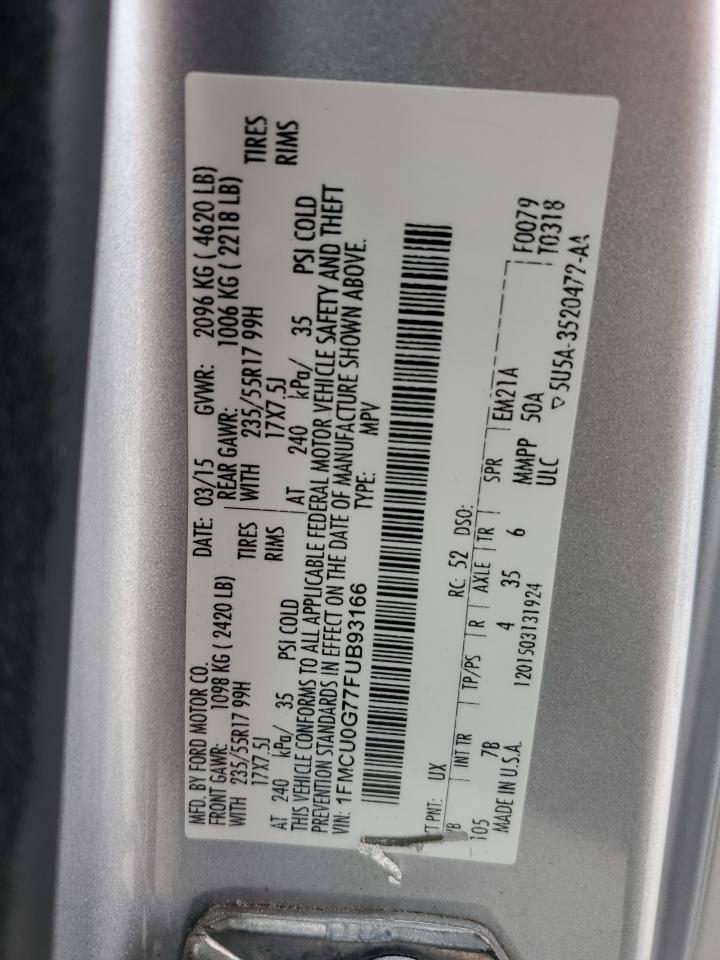 MFD. BY FORD MOTOR CO.
DATE: 03/15 GVWR: 2096 KG ( 4620 LB)
FRONT GAWR: 1098 KG ( 2420 LB) REAR GAWR: 1006 KG ( 2218 LB)
WITH 235/55R17 99H TIRES WITH 235/55R17 99H TIRES
17X7.5J RIMS 17X7.5J RIMS
AT 240 kPa/ 35 PSI COLD AT 240 kPa/ 35 PSI COLD
THIS VEHICLE CONFORMS TO ALL APPLICABLE FEDERAL MOTOR VEHICLE SAFETY AND THEFT
PREVENTION STANDARDS IN EFFECT ON THE DATE OF MANUFACTURE SHOWN ABOVE.
VIN: 1FMCU0G77FUB93166 TYPE: MPV
PNT: UX RC: 52 DSO:
INT TR TP/PS R AXLE TR SPR EM21A F0079
105 7B 4 35 6 MMPP 50A T0318
MADE IN U.S.A. 1201503131924 ULC 5U5A-3520472-AA